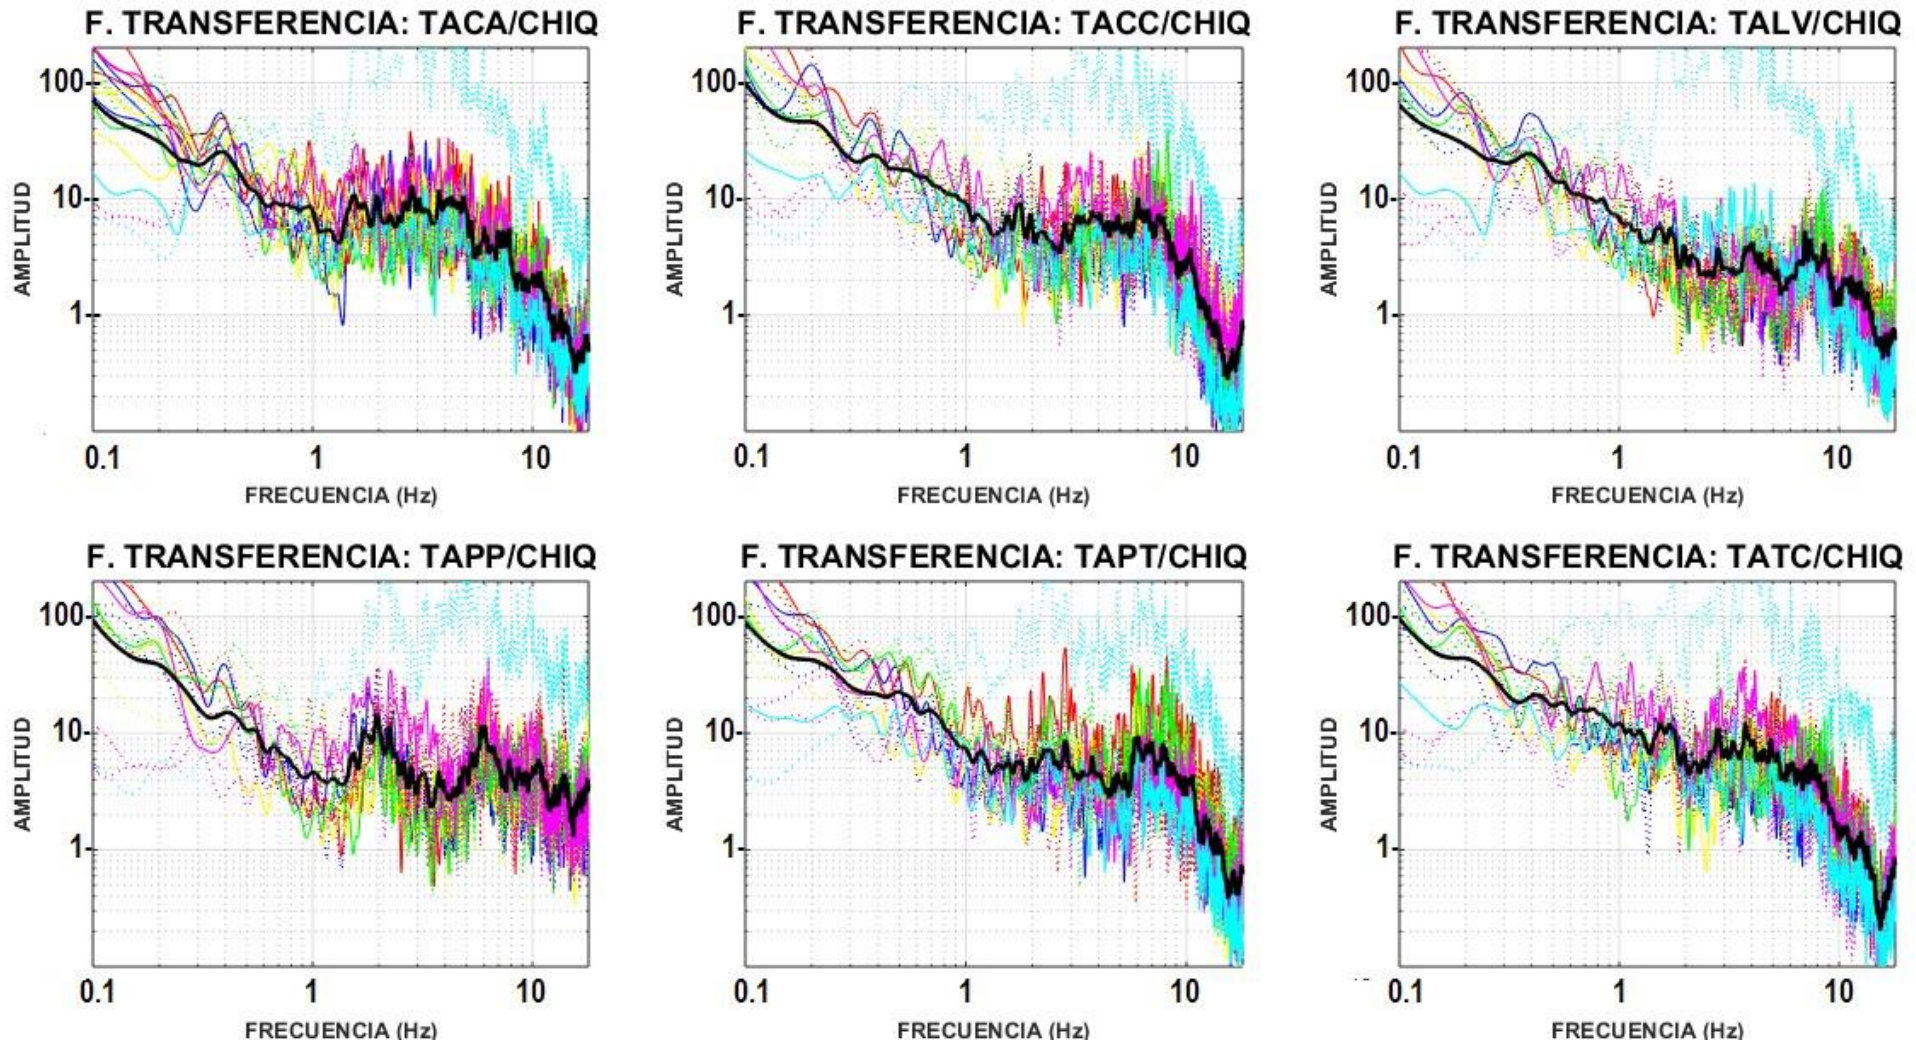 F. TRANSFERENCIA: TACA/CHIQ
100
10
1
AMPLITUD
0.1 1 10
FRECUENCIA (Hz)
F. TRANSFERENCIA: TACC/CHIQ
100
10
1
AMPLITUD
0.1 1 10
FRECUENCIA (Hz)
F. TRANSFERENCIA: TALV/CHIQ
100
10
1
AMPLITUD
0.1 1 10
FRECUENCIA (Hz)
F. TRANSFERENCIA: TAPP/CHIQ
100
10
1
AMPLITUD
0.1 1 10
FRECUENCIA (Hz)
F. TRANSFERENCIA: TAPT/CHIQ
100
10
1
AMPLITUD
0.1 1 10
FRECUENCIA (Hz)
F. TRANSFERENCIA: TATC/CHIQ
100
10
1
AMPLITUD
0.1 1 10
FRECUENCIA (Hz)